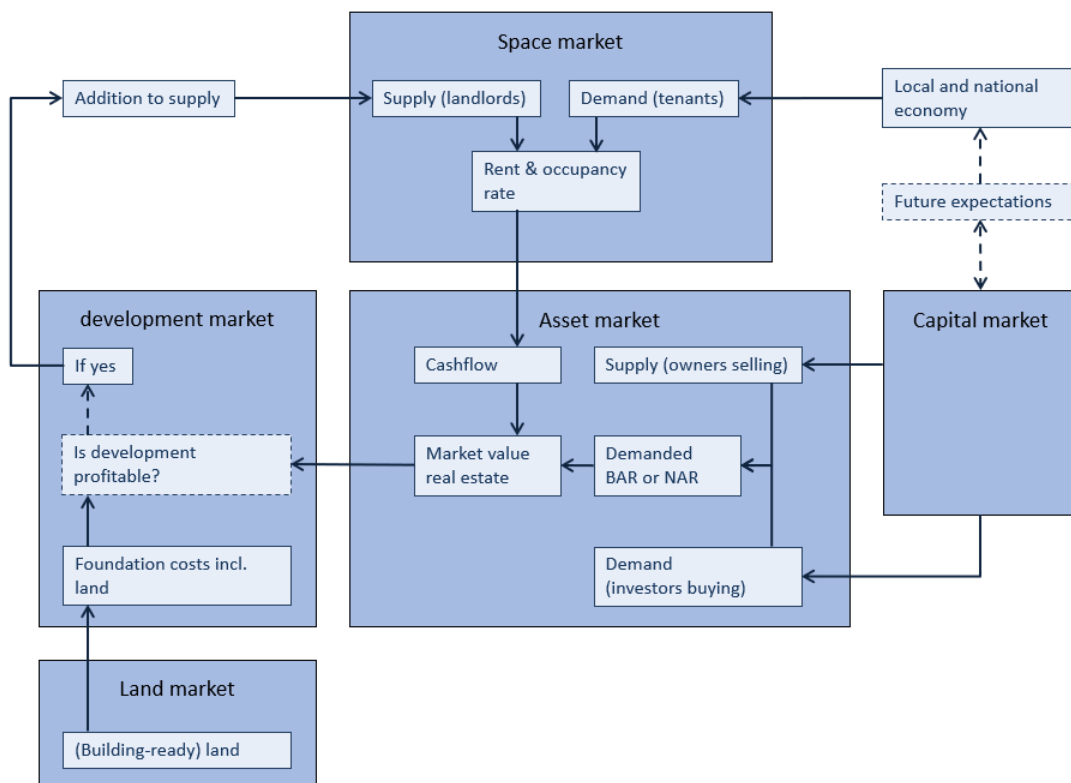 Space market
Addition to supply
Supply (landlords)
Demand (tenants)
Local and national
economy
Rent & occupancy
rate
Future expectations
development market
Asset market
Capital market
If yes
Cashflow
Supply (owners selling)
Is development
profitable?
Market value
real estate
Demanded
BAR or NAR
Foundation costs incl.
land
Demand
(investors buying)
Land market
(Building-ready) land